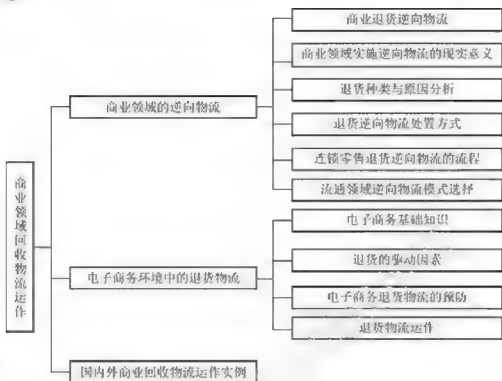 商业领域回收物流运作
商业领域的逆向物流
商业退货逆向物流
商业领域实施逆向物流的现实意义
退货种类与原因分析
退货逆向物流处置方式
连锁零售退货逆向物流的流程
流通领域逆向物流模式选择
电子商务环境中的退货物流
电子商务基础知识
退货的驱动因素
电子商务退货物流的预防
退货物流运作
国内外商业回收物流运作实例